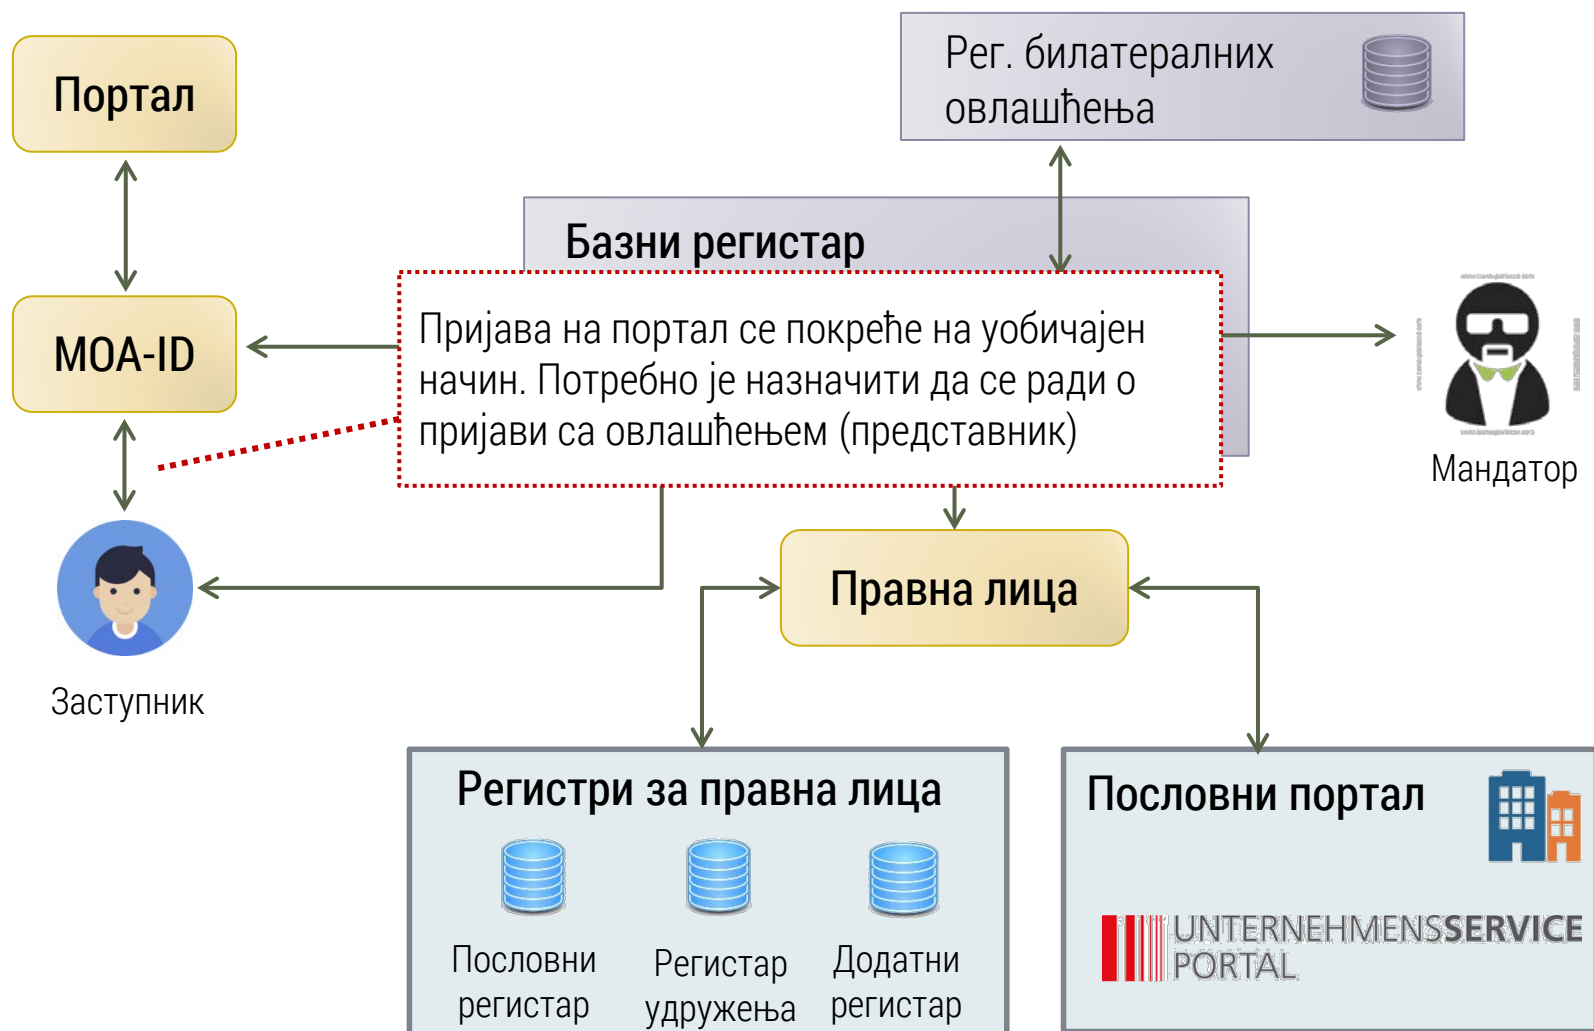 Портал
Рег. билатералних
овлашћења
Базни регистар
MOA-ID
Пријава на портал се покреће на уобичајен
начин. Потребно је назначити да се ради о
пријави са овлашћењем (представник)
Мандатор
Правна лица
Заступник
Регистри за правна лица
Пословни
регистар
Регистар
удружења
Додатни
регистар
Пословни портал
UNTERNEHMENSSERVICE
PORTAL